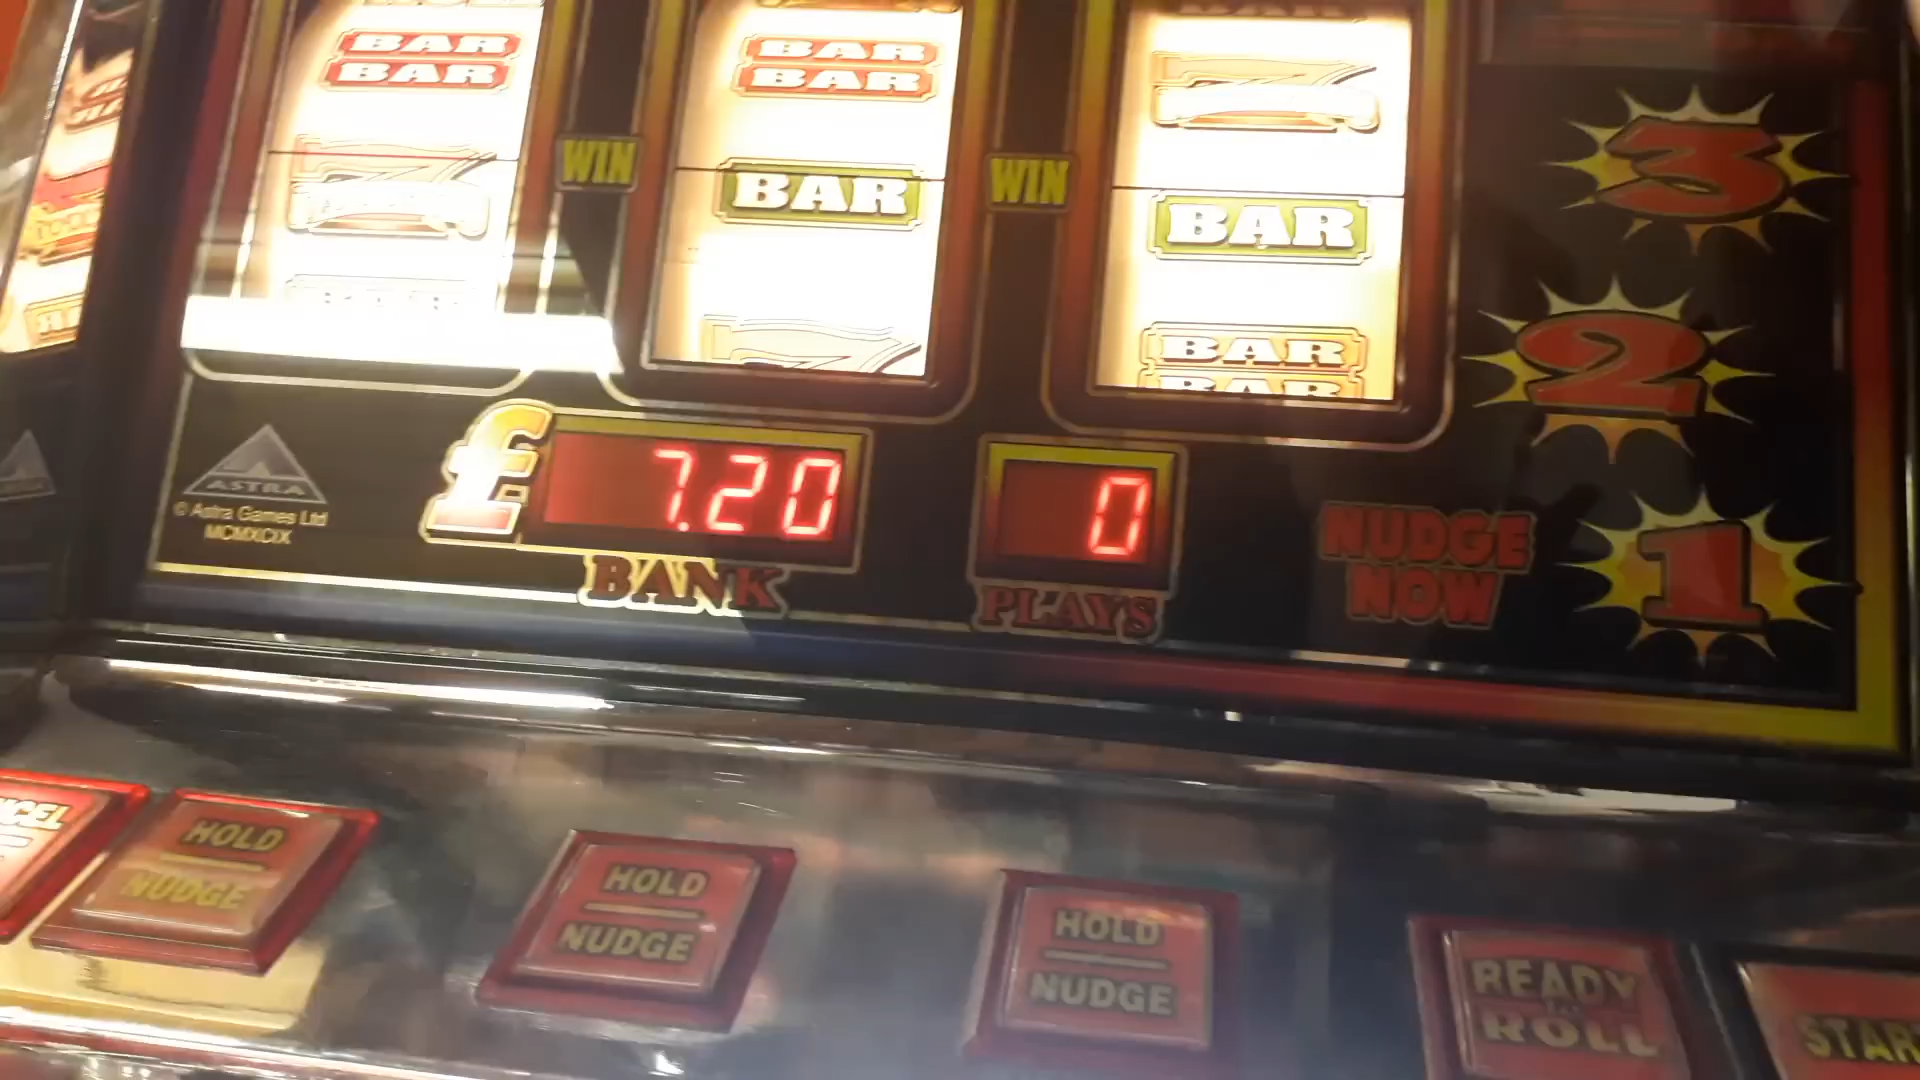 BAR
BAR
BAR
BAR
WIN
BAR
WIN
BAR
BAR
BAR
3
2
1
ASTRA
© Astra Games Ltd
MCMXCIX
£ 7.20
BANK
0
PLAYS
NUDGE
NOW
HOLD
NUDGE
HOLD
NUDGE
HOLD
NUDGE
READY
ROLL